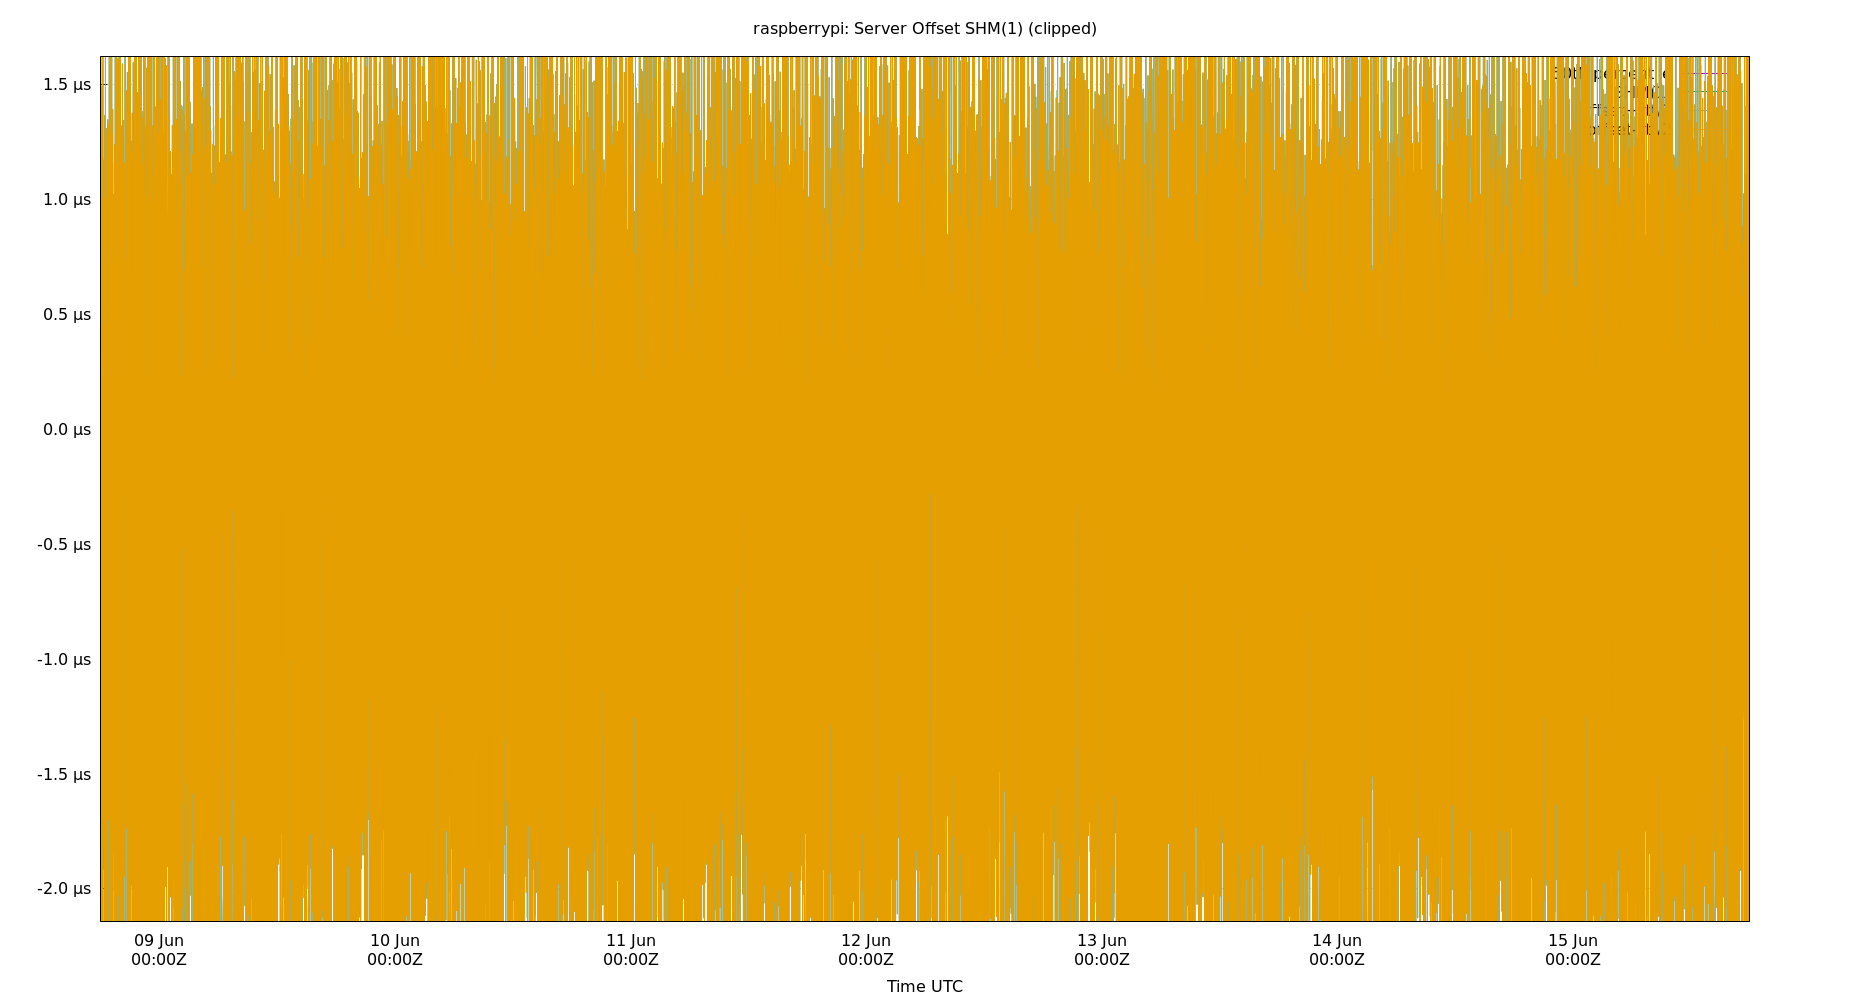 raspberrypi: Server Offset SHM(1) (clipped)
1.5 µs
1.0 µs
0.5 µs
0.0 µs
-0.5 µs
-1.0 µs
-1.5 µs
-2.0 µs
09 Jun 10 Jun 11 Jun 12 Jun 13 Jun 14 Jun 15 Jun
00:00Z 00:00Z 00:00Z 00:00Z 00:00Z 00:00Z 00:00Z
Time UTC